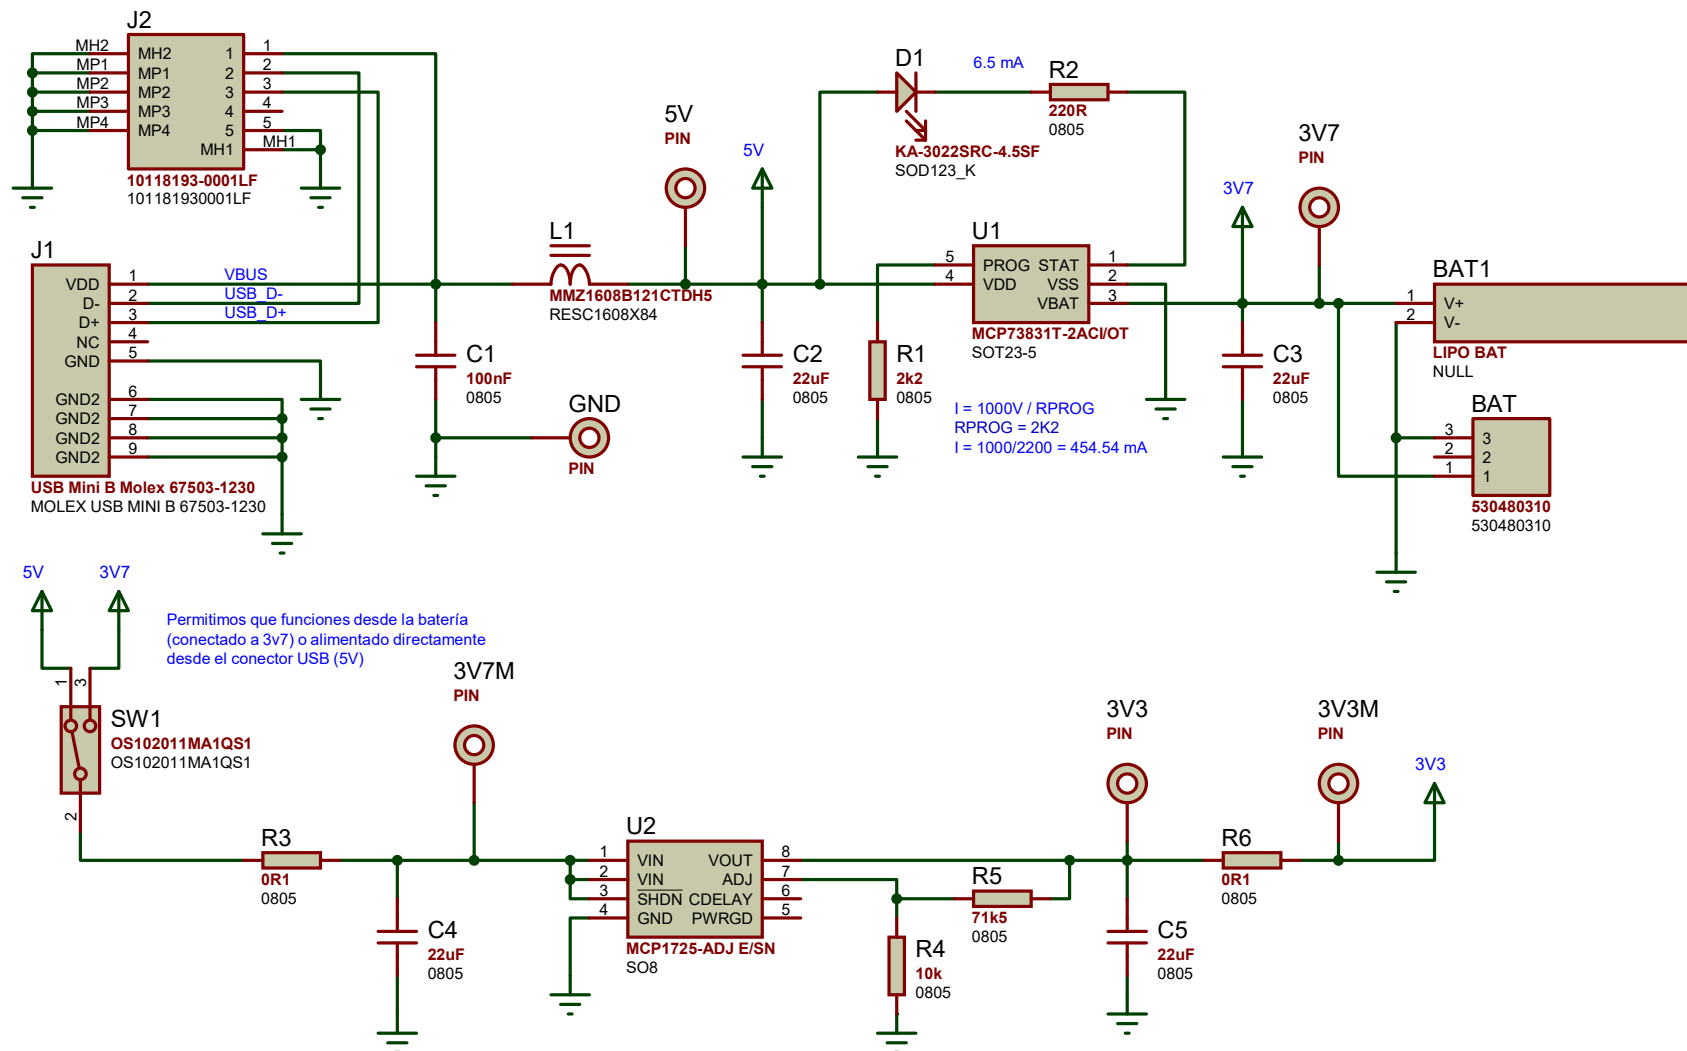 J2
MH2
MP1
MP2
MP3
MP4
MH2 1
MP1 2
MP2 3
MP3 4
MP4 5
MH1
1
2
3
4
5
MH1
10118193-0001LF
101181930001LF
J1
VDD
D-
D+
NC
GND
GND2
GND2
GND2
GND2
1
2
3
4
5
6
7
8
9
VBUS
USB_D-
USB_D+
USB Mini B Molex 67503-1230
MOLEX USB MINI B 67503-1230
L1
MMZ1608B121CTDH5
RESC1608X84
C1
100nF
0805
GND
PIN
5V
PIN
5V
C2
22uF
0805
D1
KA-3022SRC-4.5SF
SOD123_K
6.5 mA
R2
220R
0805
U1
5 PROG STAT 1
4 VDD VSS 2
VBAT 3
MCP73831T-2ACI/OT
SOT23-5
R1
2k2
0805
I = 1000V / RPROG
RPROG = 2K2
I = 1000/2200 = 454.54 mA
3V7
3V7
PIN
C3
22uF
0805
BAT1
1 V+
2 V-
LIPO BAT
NULL
BAT
3 3
2 2
1 1
530480310
530480310
5V
3V7
Permitimos que funciones desde la batería
(conectado a 3v7) o alimentado directamente
desde el conector USB (5V)
1
3
SW1
OS102011MA1QS1
OS102011MA1QS1
2
R3
0R1
0805
3V7M
PIN
C4
22uF
0805
U2
1 VIN VOUT 8
2 VIN ADJ 7
3 SHDN CDELAY 6
4 GND PWRGD 5
MCP1725-ADJ E/SN
SO8
R5
71k5
0805
R4
10k
0805
3V3
PIN
C5
22uF
0805
R6
0R1
0805
3V3M
PIN
3V3